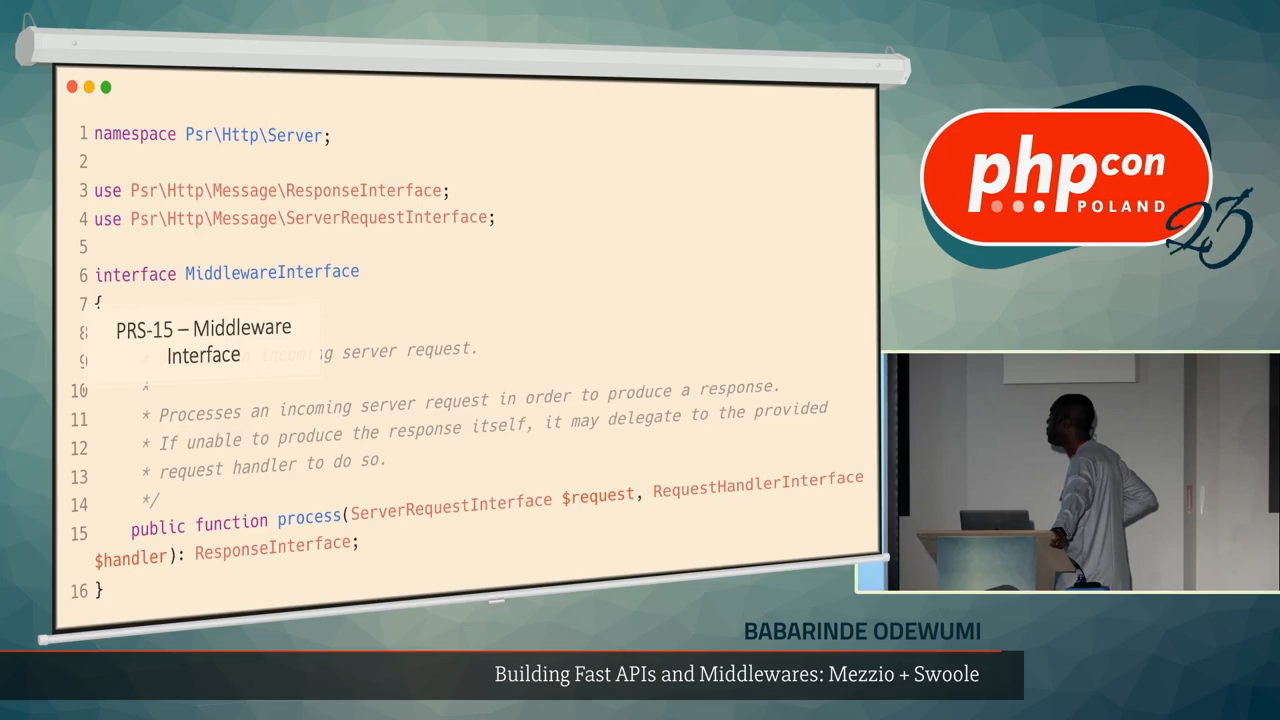 1 namespace Psr\Http\Server;
2
3 use Psr\Http\Message\ResponseInterface;
4 use Psr\Http\Message\ServerRequestInterface;
5
6 interface MiddlewareInterface
7 {
8
PRS-15 – Middleware
Interface
9 incoming server request.
10 *
11 * Processes an incoming server request in order to produce a response.
12 * If unable to produce the response itself, it may delegate to the provided
13 * request handler to do so.
14 */
15 public function process(ServerRequestInterface $request, RequestHandlerInterface
$handler): ResponseInterface;
16 }
phpcon
POLAND
23
BABARINDE ODEWUMI
Building Fast APIs and Middlewares: Mezzio + Swoole